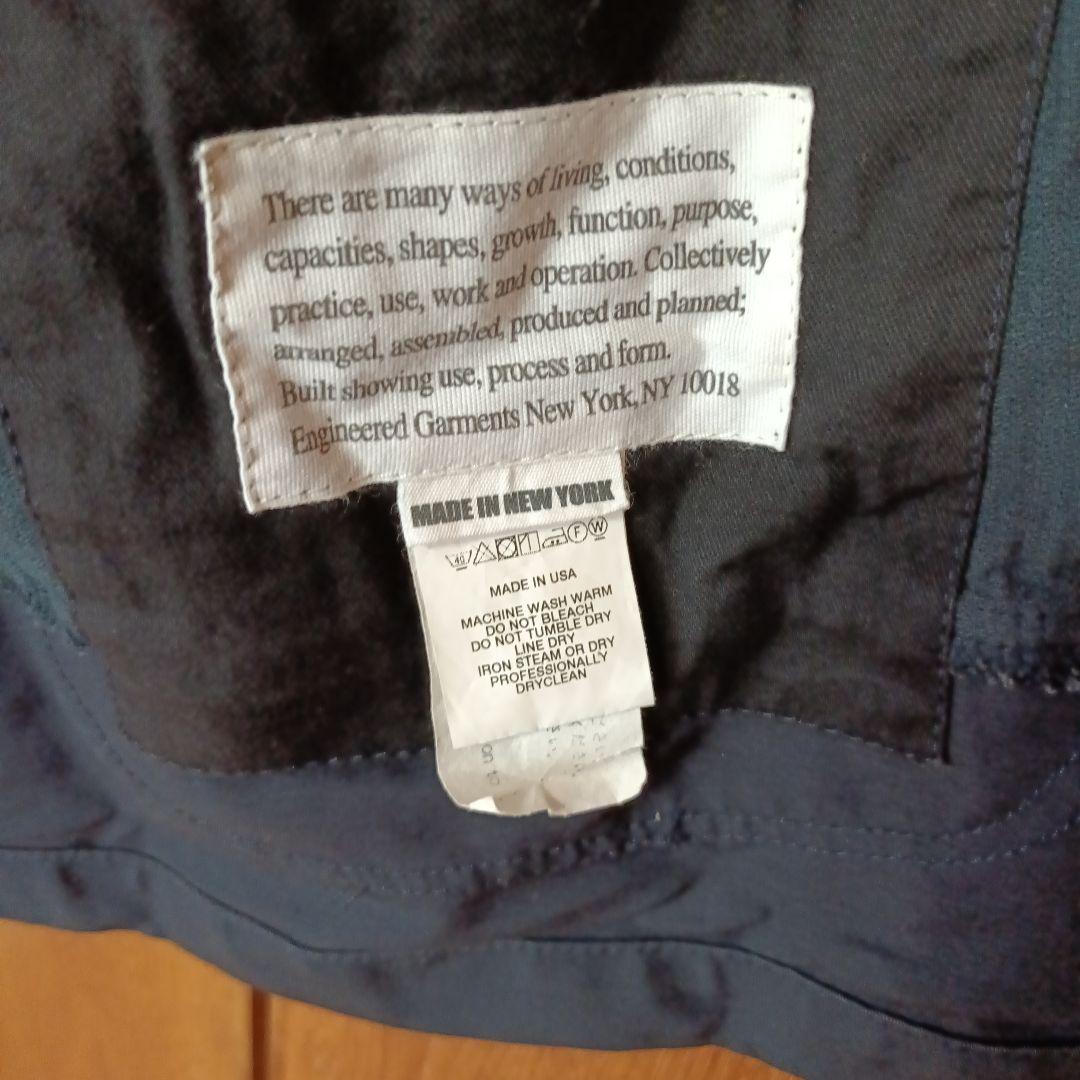 There are many ways of living, conditions,
capacities, shapes, growth, function, purpose,
practice, use, work and operation. Collectively
arranged, assembled, produced and planned;
Built showing use, process and form.
Engineered Garments New York, NY 10018
MADE IN NEW YORK
40 F W
MADE IN USA
MACHINE WASH WARM
DO NOT BLEACH
DO NOT TUMBLE DRY
LINE DRY
IRON STEAM OR DRY
PROFESSIONALLY
DRYCLEAN